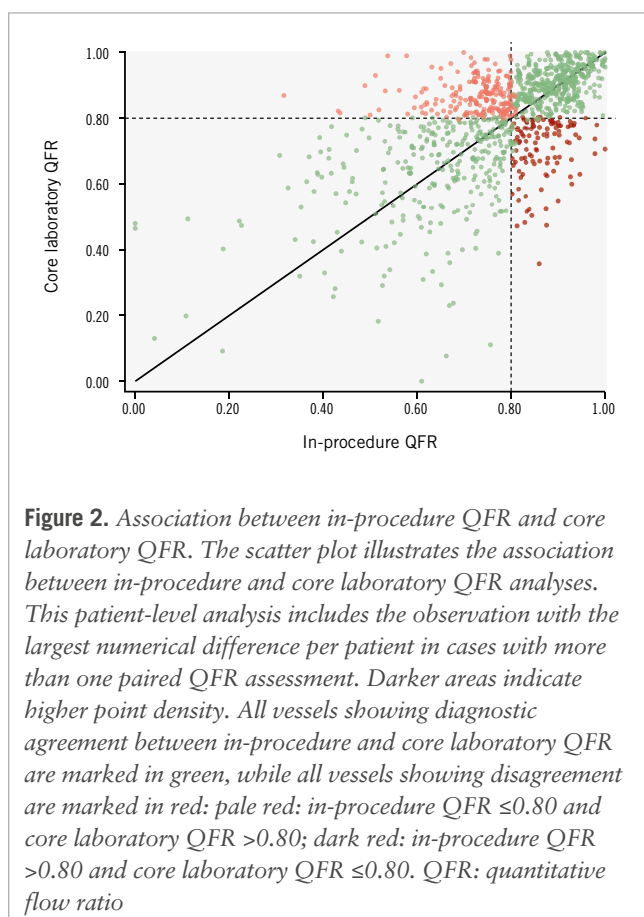 1.00
0.80
0.60
0.40
0.20
0.00
Core laboratory QFR
0.00 0.20 0.40 0.60 0.80 1.00
In-procedure QFR
Figure 2. Association between in-procedure QFR and core
laboratory QFR. The scatter plot illustrates the association
between in-procedure and core laboratory QFR analyses.
This patient-level analysis includes the observation with the
largest numerical difference per patient in cases with more
than one paired QFR assessment. Darker areas indicate
higher point density. All vessels showing diagnostic
agreement between in-procedure and core laboratory QFR
are marked in green, while all vessels showing disagreement
are marked in red: pale red: in-procedure QFR ≤0.80 and
core laboratory QFR >0.80; dark red: in-procedure QFR
>0.80 and core laboratory QFR ≤0.80. QFR: quantitative
flow ratio